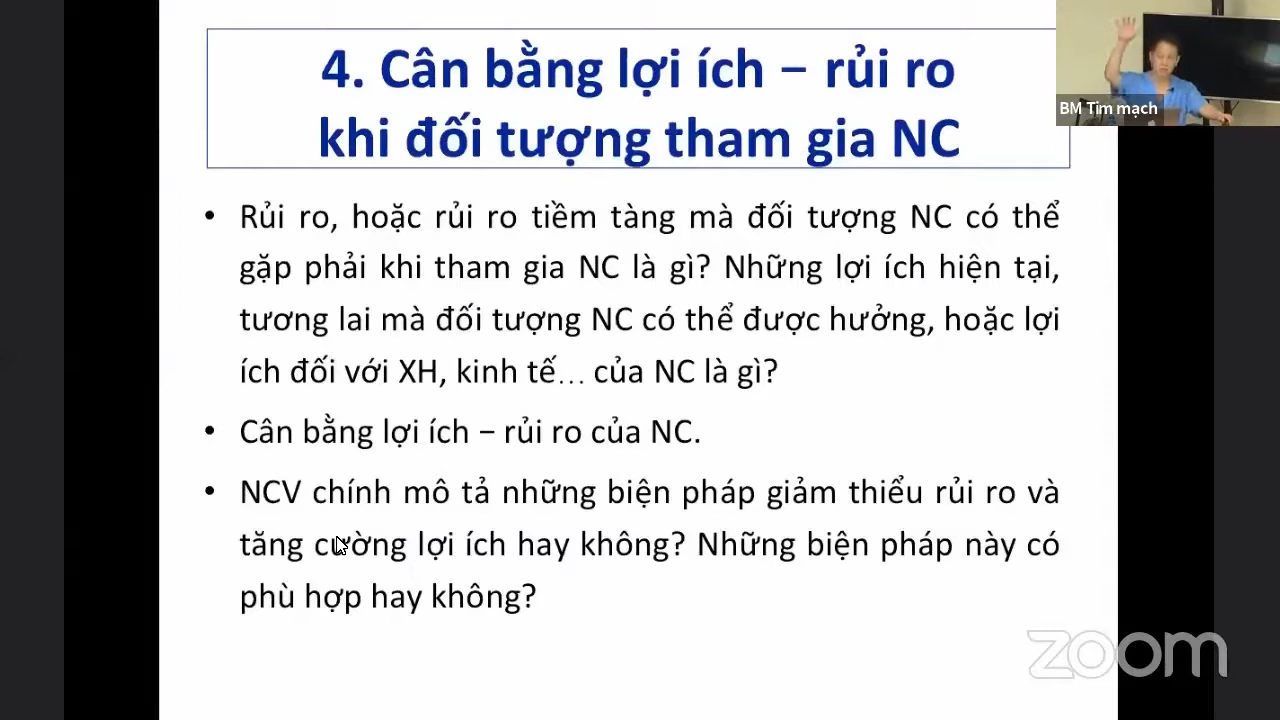 4. Cân bằng lợi ích – rủi ro
khi đối tượng tham gia NC
BM Tim mạch
• Rủi ro, hoặc rủi ro tiềm tàng mà đối tượng NC có thể
gặp phải khi tham gia NC là gì? Những lợi ích hiện tại,
tương lai mà đối tượng NC có thể được hưởng, hoặc lợi
ích đối với XH, kinh tế… của NC là gì?
• Cân bằng lợi ích – rủi ro của NC.
• NCV chính mô tả những biện pháp giảm thiểu rủi ro và
tăng cường lợi ích hay không? Những biện pháp này có
phù hợp hay không?
zoom